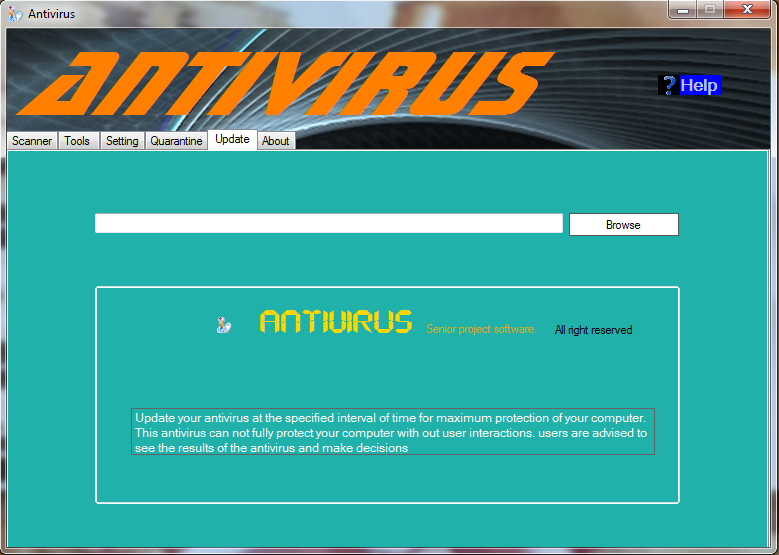 Antivirus
ANTIVIRUS
? Help
Scanner Tools Setting Quarantine Update About
Browse
ANTIVIRUS Senior project software. All right reserved
Update your antivirus at the specified interval of time for maximum protection of your computer.
This antivirus can not fully protect your computer with out user interactions. users are advised to
see the results of the antivirus and make decisions